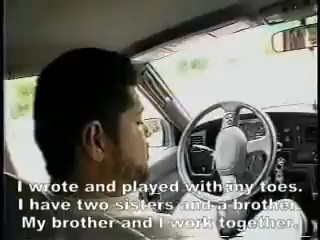 I wrote and played with my toes.
I have two sisters and a brother.
My brother and I work together.